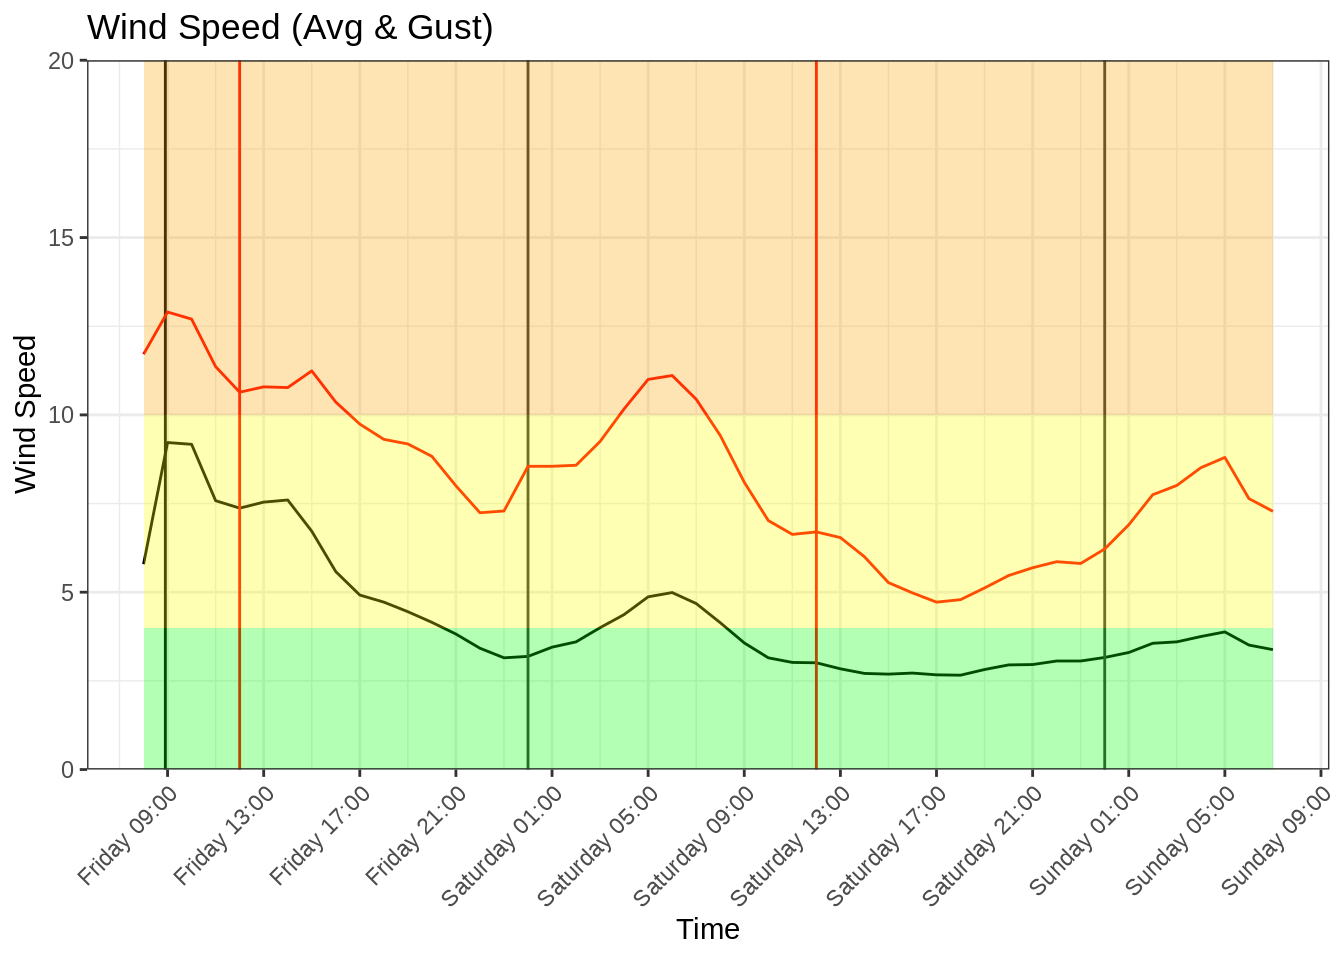 Wind Speed (Avg & Gust)
20
15
10
5
0
Wind Speed
Friday 09:00
Friday 13:00
Friday 17:00
Friday 21:00
Saturday 01:00
Saturday 05:00
Saturday 09:00
Saturday 13:00
Saturday 17:00
Saturday 21:00
Sunday 01:00
Sunday 05:00
Sunday 09:00
Time